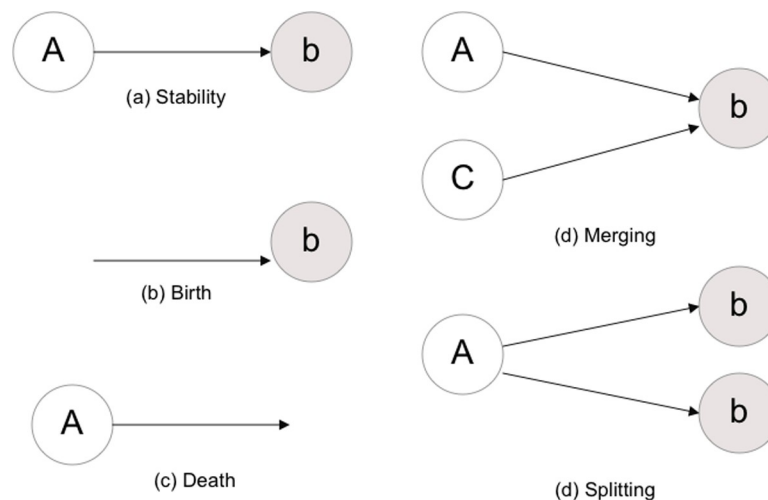 A
b
(a) Stability
b
(b) Birth
A
(c) Death
A
b
C
(d) Merging
b
A
b
(d) Splitting